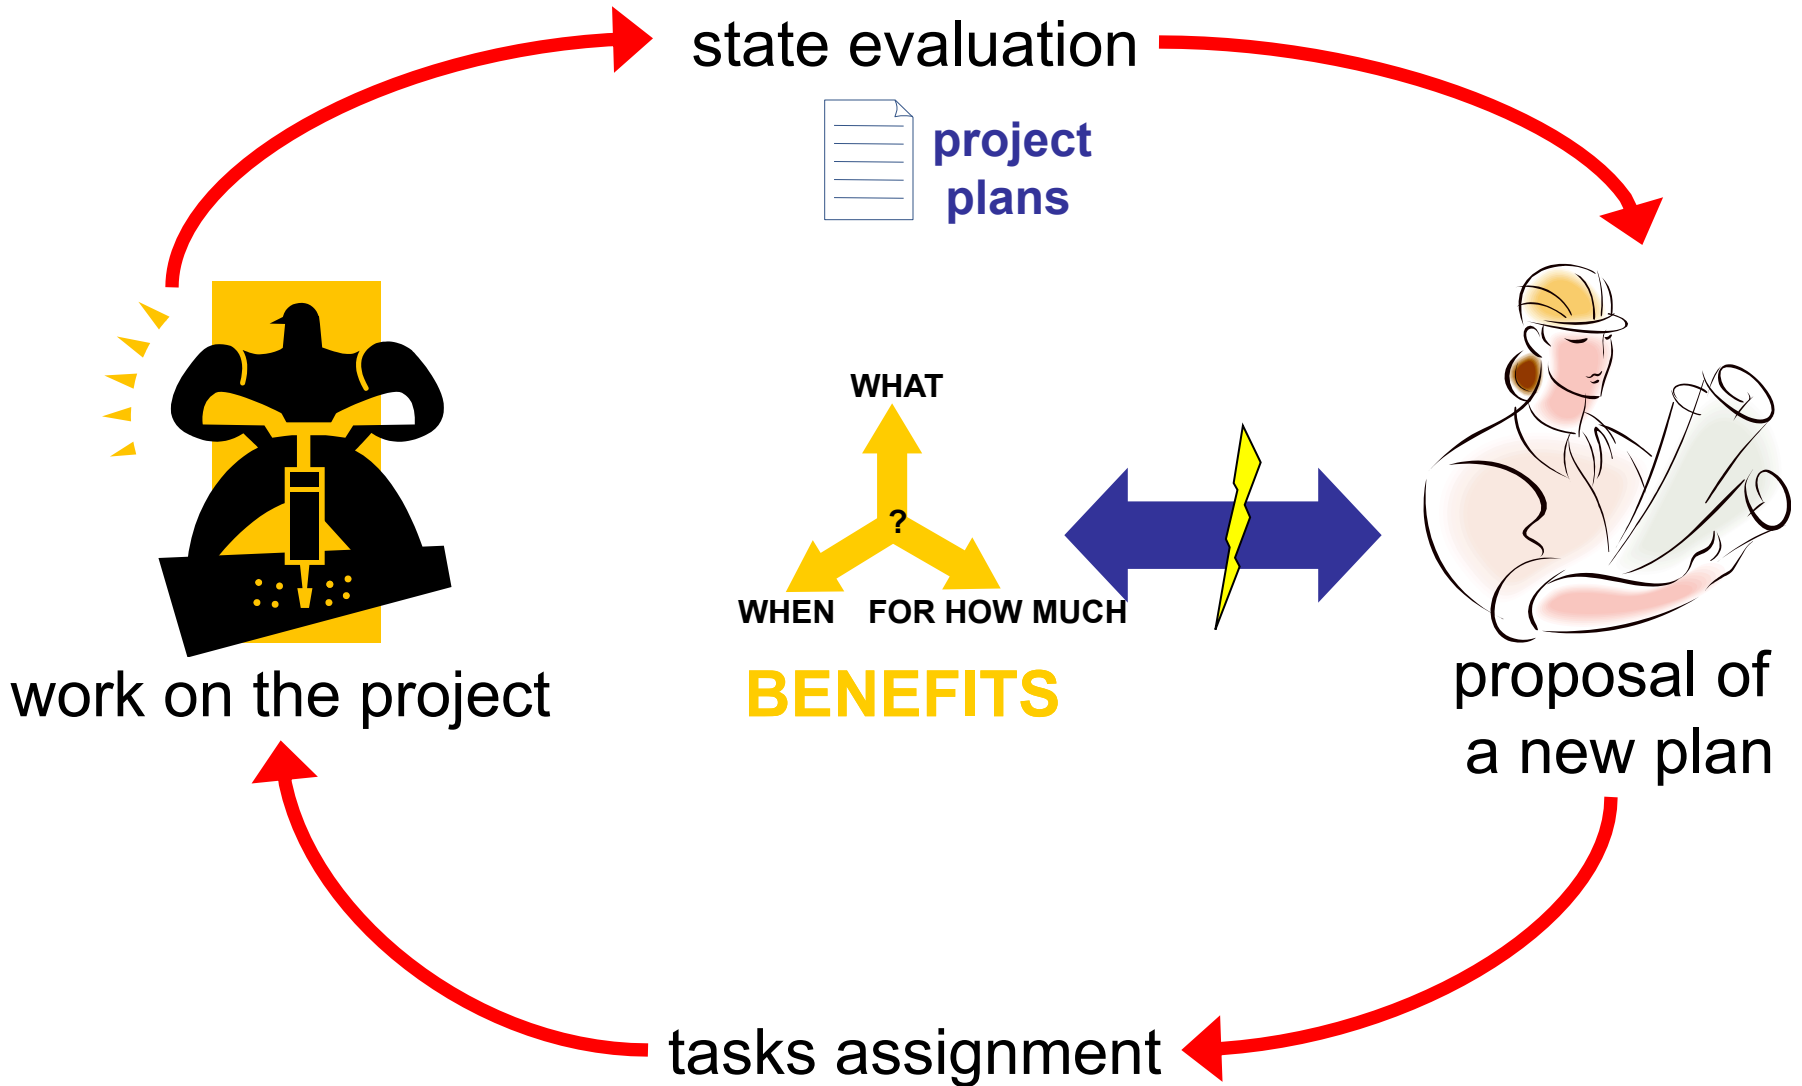 state evaluation
project
plans
WHAT
?
WHEN FOR HOW MUCH
BENEFITS
work on the project
proposal of
a new plan
tasks assignment